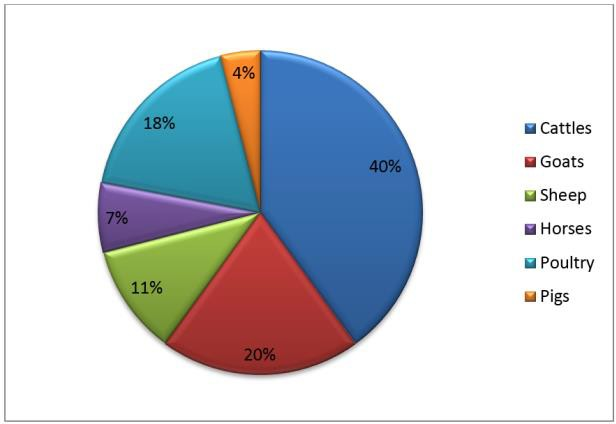 4%
18%
40%
7%
11%
20%
Cattles
Goats
Sheep
Horses
Poultry
Pigs